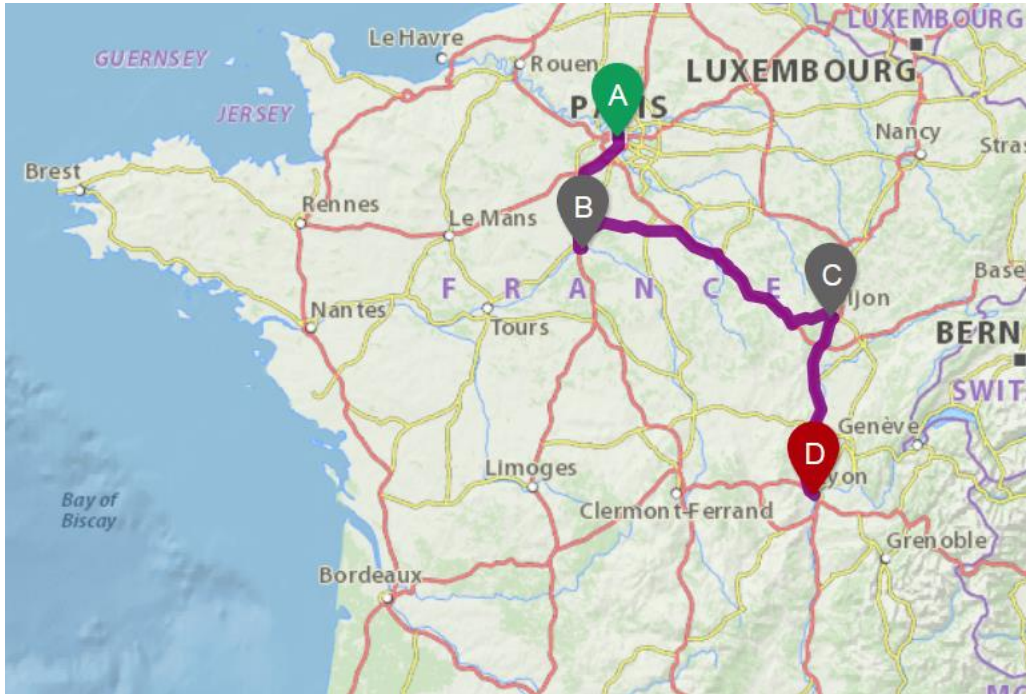 LUXEMBOURG
Le Havre
GUERNSEY
Rouen
LUXEMBOURG
A
PARIS
JERSEY
Nancy
Stras
Brest
Rennes
B
Le Mans
C
Base
F R A N C E
ijon
Nantes
Tours
BERN
SWIT
Genève
D
Limoges
yon
Bay of
Biscay
Clermont-Ferrand
Grenoble
Bordeaux